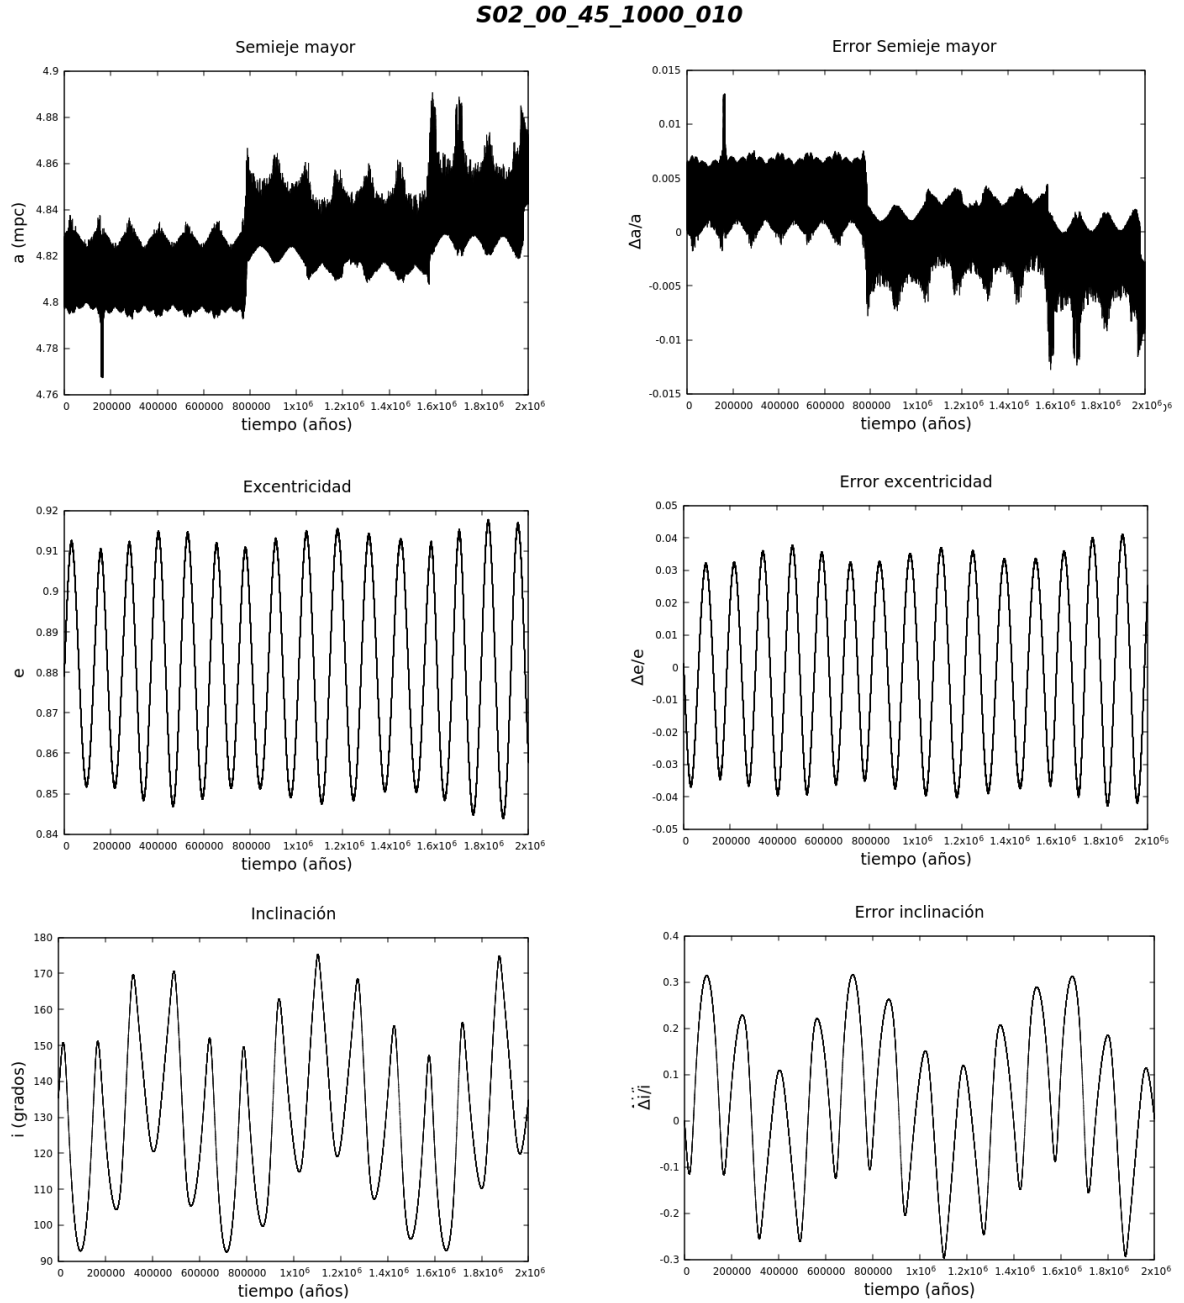 S02_00_45_1000_010
Semieje mayor
4.9
4.88
4.86
4.84
4.82
4.8
4.78
4.76
a (mpc)
0 200000 400000 600000 800000 1x10⁶ 1.2x10⁶ 1.4x10⁶ 1.6x10⁶ 1.8x10⁶ 2x10⁶
tiempo (años)
Error Semieje mayor
0.015
0.01
0.005
0
-0.005
-0.01
-0.015
Δa/a
0 200000 400000 600000 800000 1x10⁶ 1.2x10⁶ 1.4x10⁶ 1.6x10⁶ 1.8x10⁶ 2x10⁶
tiempo (años)
Excentricidad
0.92
0.91
0.9
0.89
0.88
0.87
0.86
0.85
0.84
e
0 200000 400000 600000 800000 1x10⁶ 1.2x10⁶ 1.4x10⁶ 1.6x10⁶ 1.8x10⁶ 2x10⁶
tiempo (años)
Error excentricidad
0.05
0.04
0.03
0.02
0.01
0
-0.01
-0.02
-0.03
-0.04
-0.05
Δe/e
0 200000 400000 600000 800000 1x10⁶ 1.2x10⁶ 1.4x10⁶ 1.6x10⁶ 1.8x10⁶ 2x10⁶
tiempo (años)
Inclinación
180
170
160
150
140
130
120
110
100
90
i (grados)
0 200000 400000 600000 800000 1x10⁶ 1.2x10⁶ 1.4x10⁶ 1.6x10⁶ 1.8x10⁶ 2x10⁶
tiempo (años)
Error inclinación
0.4
0.3
0.2
0.1
0
-0.1
-0.2
-0.3
Δi/i
0 200000 400000 600000 800000 1x10⁶ 1.2x10⁶ 1.4x10⁶ 1.6x10⁶ 1.8x10⁶ 2x10⁶
tiempo (años)